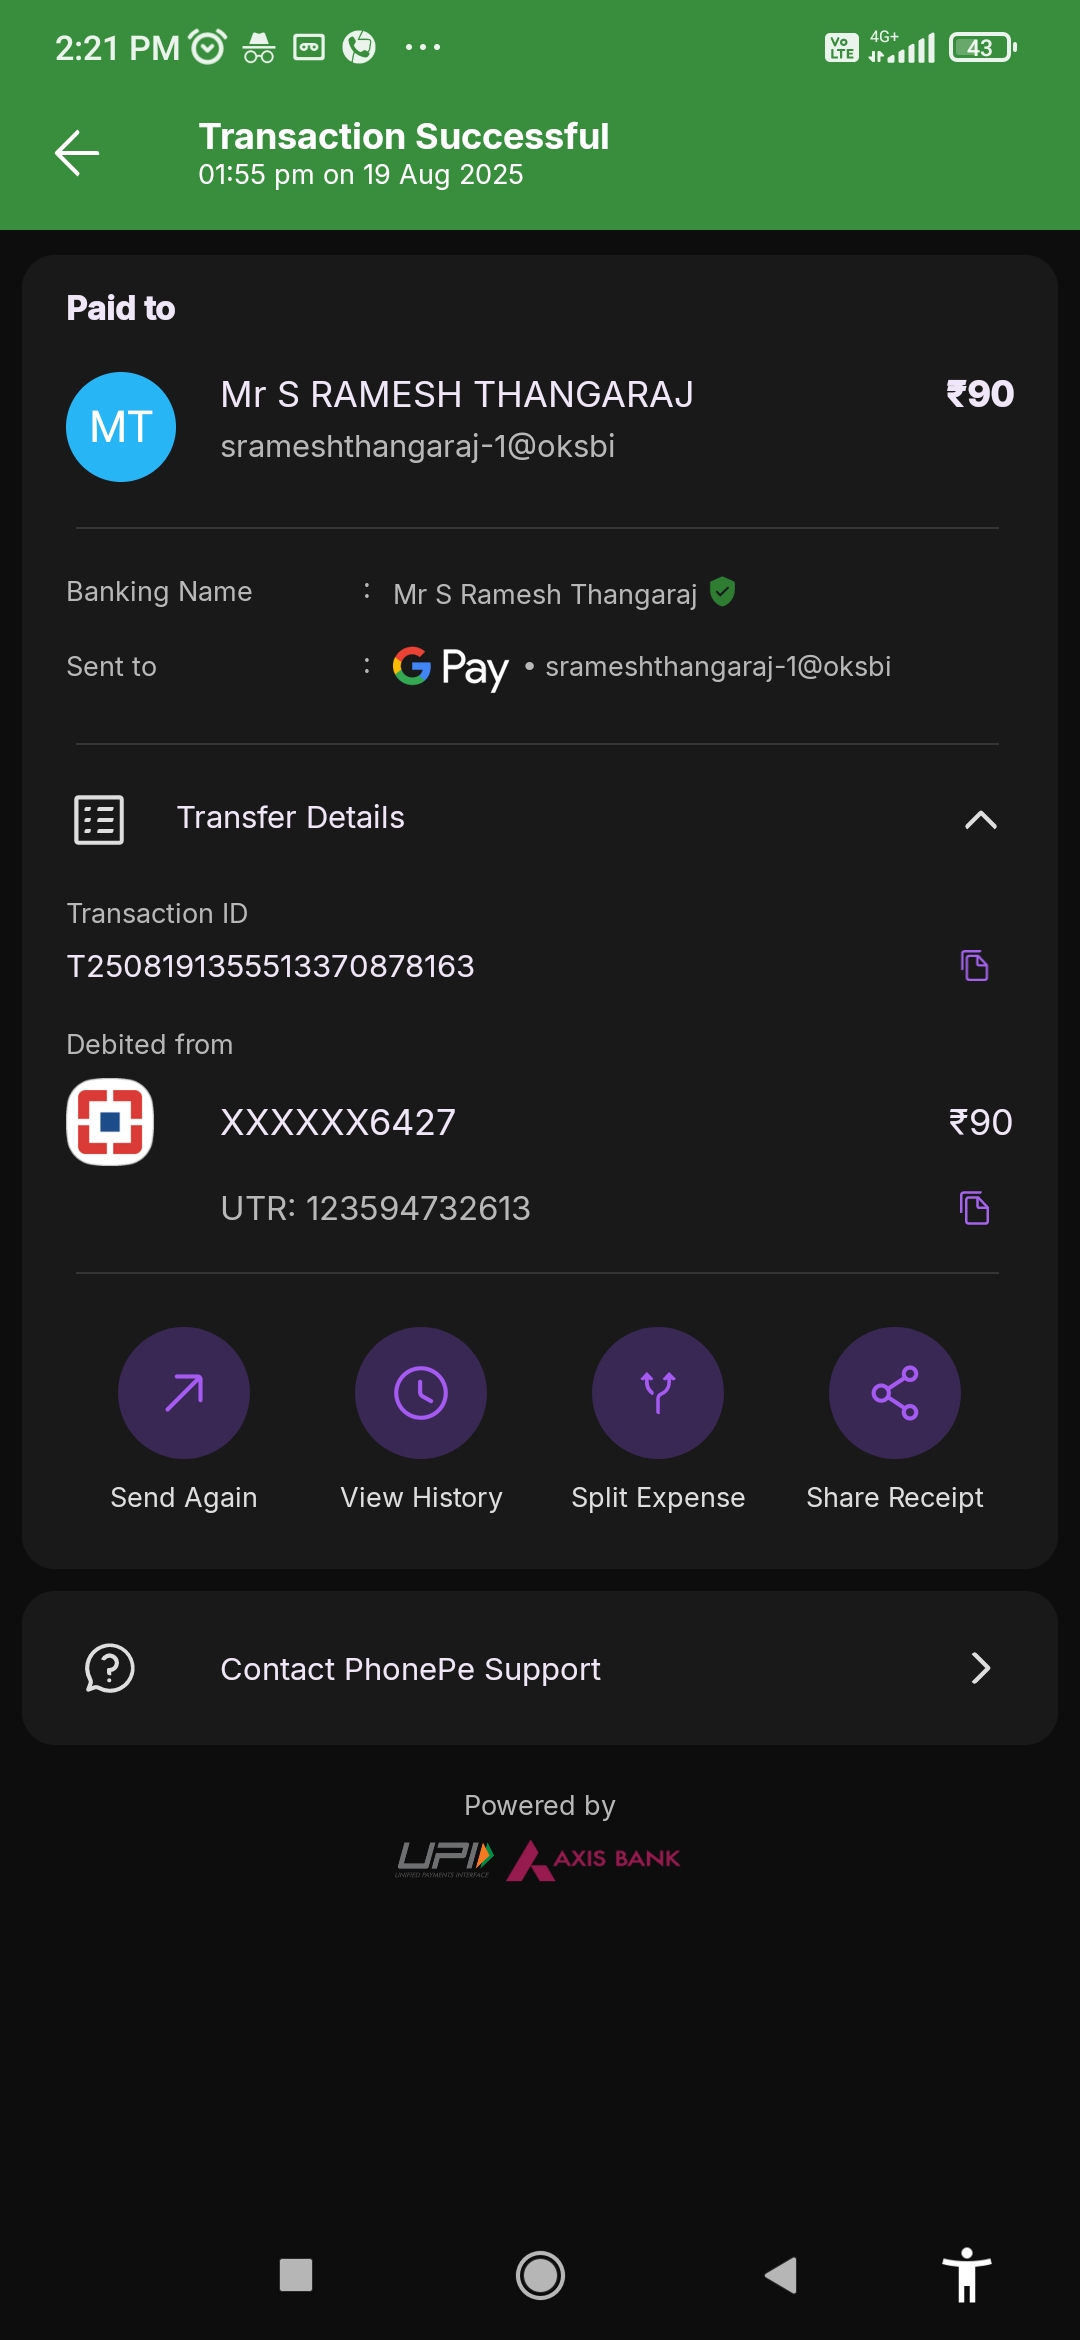 2:21 PM
Vo LTE 4G+ 43
Transaction Successful
01:55 pm on 19 Aug 2025
Paid to
MT
Mr S RAMESH THANGARAJ ₹90
srameshthangaraj-1@oksbi
Banking Name : Mr S Ramesh Thangaraj
Sent to : G Pay • srameshthangaraj-1@oksbi
Transfer Details
Transaction ID
T2508191355513370878163
Debited from
XXXXXX6427 ₹90
UTR: 123594732613
Send Again View History Split Expense Share Receipt
Contact PhonePe Support
Powered by
UPI AXIS BANK
UNIFIED PAYMENTS INTERFACE